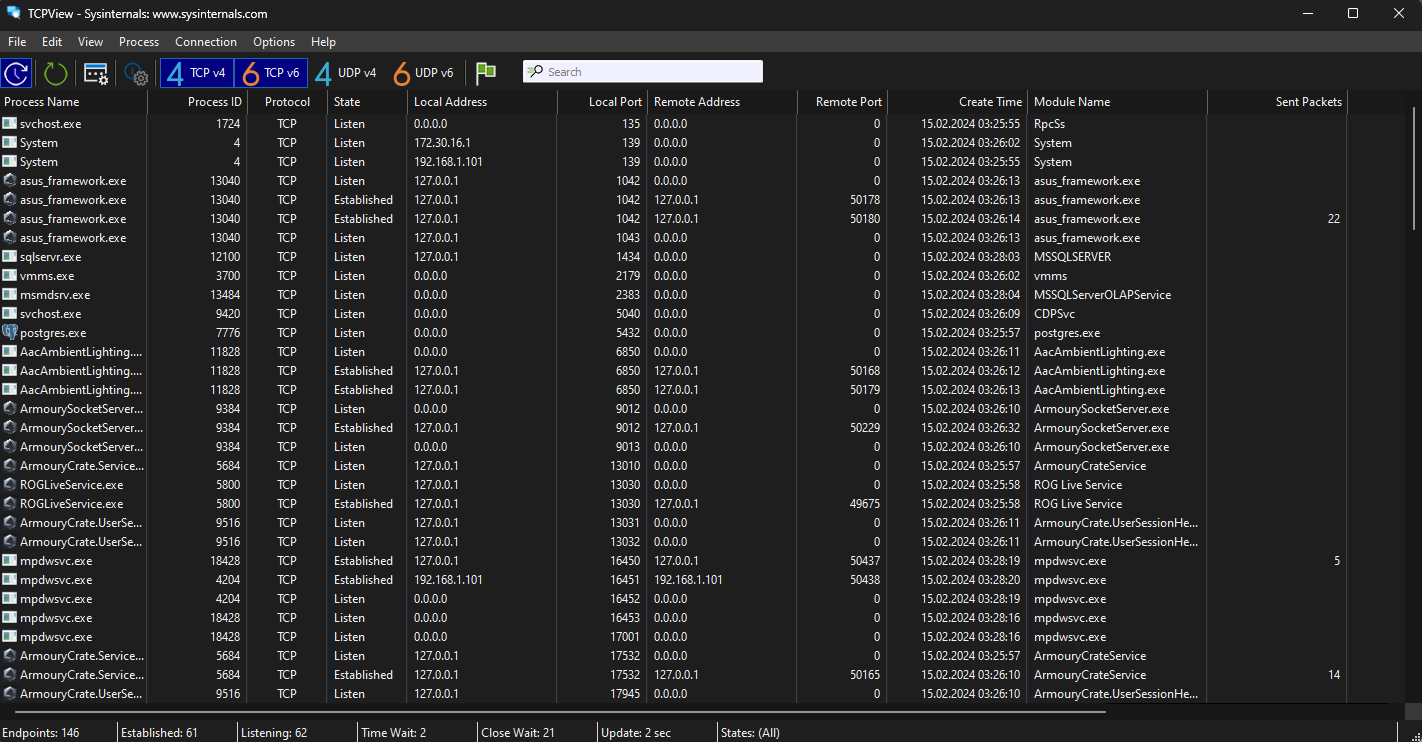 TCPView - Sysinternals: www.sysinternals.com
File Edit View Process Connection Options Help
4 TCP v4 6 TCP v6 4 UDP v4 6 UDP v6 Search
Process Name Process ID Protocol State Local Address Local Port Remote Address Remote Port Create Time Module Name Sent Packets
svchost.exe 1724 TCP Listen 0.0.0.0 135 0.0.0.0 0 15.02.2024 03:25:55 RpcSs
System 4 TCP Listen 172.30.16.1 139 0.0.0.0 0 15.02.2024 03:26:02 System
System 4 TCP Listen 192.168.1.101 139 0.0.0.0 0 15.02.2024 03:25:55 System
asus_framework.exe 13040 TCP Listen 127.0.0.1 1042 0.0.0.0 0 15.02.2024 03:26:13 asus_framework.exe
asus_framework.exe 13040 TCP Established 127.0.0.1 1042 127.0.0.1 50178 15.02.2024 03:26:13 asus_framework.exe
asus_framework.exe 13040 TCP Established 127.0.0.1 1042 127.0.0.1 50180 15.02.2024 03:26:14 asus_framework.exe 22
asus_framework.exe 13040 TCP Listen 127.0.0.1 1043 0.0.0.0 0 15.02.2024 03:26:13 asus_framework.exe
sqlservr.exe 12100 TCP Listen 127.0.0.1 1434 0.0.0.0 0 15.02.2024 03:28:03 MSSQLSERVER
vmms.exe 3700 TCP Listen 0.0.0.0 2179 0.0.0.0 0 15.02.2024 03:26:02 vmms
msmdsrv.exe 13484 TCP Listen 0.0.0.0 2383 0.0.0.0 0 15.02.2024 03:28:04 MSSQLServerOLAPService
svchost.exe 9420 TCP Listen 0.0.0.0 5040 0.0.0.0 0 15.02.2024 03:26:09 CDPSvc
postgres.exe 7776 TCP Listen 0.0.0.0 5432 0.0.0.0 0 15.02.2024 03:25:57 postgres.exe
AacAmbientLighting.... 11828 TCP Listen 0.0.0.0 6850 0.0.0.0 0 15.02.2024 03:26:11 AacAmbientLighting.exe
AacAmbientLighting.... 11828 TCP Established 127.0.0.1 6850 127.0.0.1 50168 15.02.2024 03:26:12 AacAmbientLighting.exe
AacAmbientLighting.... 11828 TCP Established 127.0.0.1 6850 127.0.0.1 50179 15.02.2024 03:26:13 AacAmbientLighting.exe
ArmourySocketServer... 9384 TCP Listen 0.0.0.0 9012 0.0.0.0 0 15.02.2024 03:26:10 ArmourySocketServer.exe
ArmourySocketServer... 9384 TCP Established 127.0.0.1 9012 127.0.0.1 50229 15.02.2024 03:26:32 ArmourySocketServer.exe
ArmourySocketServer... 9384 TCP Listen 0.0.0.0 9013 0.0.0.0 0 15.02.2024 03:26:10 ArmourySocketServer.exe
ArmouryCrate.Service... 5684 TCP Listen 127.0.0.1 13010 0.0.0.0 0 15.02.2024 03:25:57 ArmouryCrateService
ROGLiveService.exe 5800 TCP Listen 127.0.0.1 13030 0.0.0.0 0 15.02.2024 03:25:58 ROG Live Service
ROGLiveService.exe 5800 TCP Established 127.0.0.1 13030 127.0.0.1 49675 15.02.2024 03:25:58 ROG Live Service
ArmouryCrate.UserSe... 9516 TCP Listen 127.0.0.1 13031 0.0.0.0 0 15.02.2024 03:26:11 ArmouryCrate.UserSessionHe...
ArmouryCrate.UserSe... 9516 TCP Listen 127.0.0.1 13032 0.0.0.0 0 15.02.2024 03:26:11 ArmouryCrate.UserSessionHe...
mpdwsvc.exe 18428 TCP Established 127.0.0.1 16450 127.0.0.1 50437 15.02.2024 03:28:19 mpdwsvc.exe 5
mpdwsvc.exe 4204 TCP Established 192.168.1.101 16451 192.168.1.101 50438 15.02.2024 03:28:20 mpdwsvc.exe
mpdwsvc.exe 4204 TCP Listen 0.0.0.0 16452 0.0.0.0 0 15.02.2024 03:28:19 mpdwsvc.exe
mpdwsvc.exe 18428 TCP Listen 0.0.0.0 16453 0.0.0.0 0 15.02.2024 03:28:16 mpdwsvc.exe
mpdwsvc.exe 18428 TCP Listen 0.0.0.0 17001 0.0.0.0 0 15.02.2024 03:28:16 mpdwsvc.exe
ArmouryCrate.Service... 5684 TCP Listen 127.0.0.1 17532 0.0.0.0 0 15.02.2024 03:25:57 ArmouryCrateService
ArmouryCrate.Service... 5684 TCP Established 127.0.0.1 17532 127.0.0.1 50165 15.02.2024 03:26:10 ArmouryCrateService 14
ArmouryCrate.UserSe... 9516 TCP Listen 127.0.0.1 17945 0.0.0.0 0 15.02.2024 03:26:10 ArmouryCrate.UserSessionHe...
Endpoints: 146 Established: 61 Listening: 62 Time Wait: 2 Close Wait: 21 Update: 2 sec States: (All)